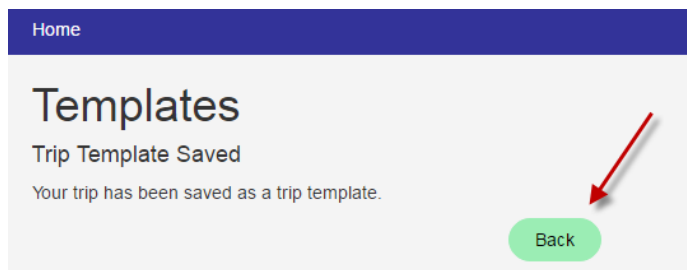 Home
Templates
Trip Template Saved
Your trip has been saved as a trip template.
Back